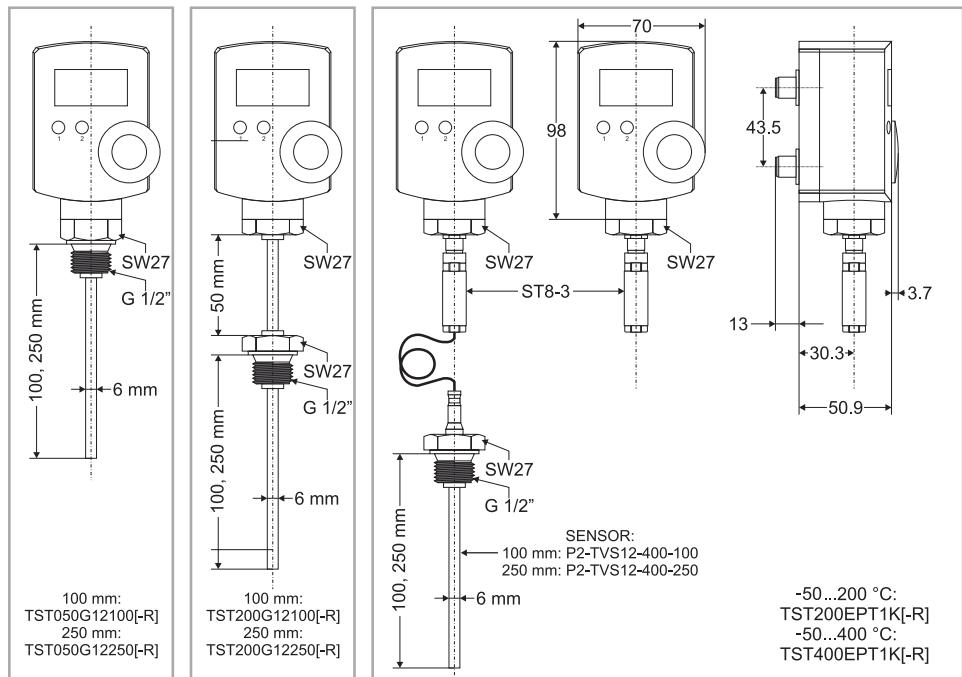 1 2
SW27
G 1/2”
100, 250 mm
6 mm
100 mm:
TST050G12100[-R]
250 mm:
TST050G12250[-R]
1 2
SW27
50 mm
SW27
G 1/2”
100, 250 mm
6 mm
100 mm:
TST200G12100[-R]
250 mm:
TST200G12250[-R]
1 2
SW27
ST8-3
SW27
G 1/2”
100, 250 mm
6 mm
SENSOR:
100 mm: P2-TVS12-400-100
250 mm: P2-TVS12-400-250
70
98
1 2
SW27
43.5
3.7
13
30.3
50.9
-50...200 °C:
TST200EPT1K[-R]
-50...400 °C:
TST400EPT1K[-R]